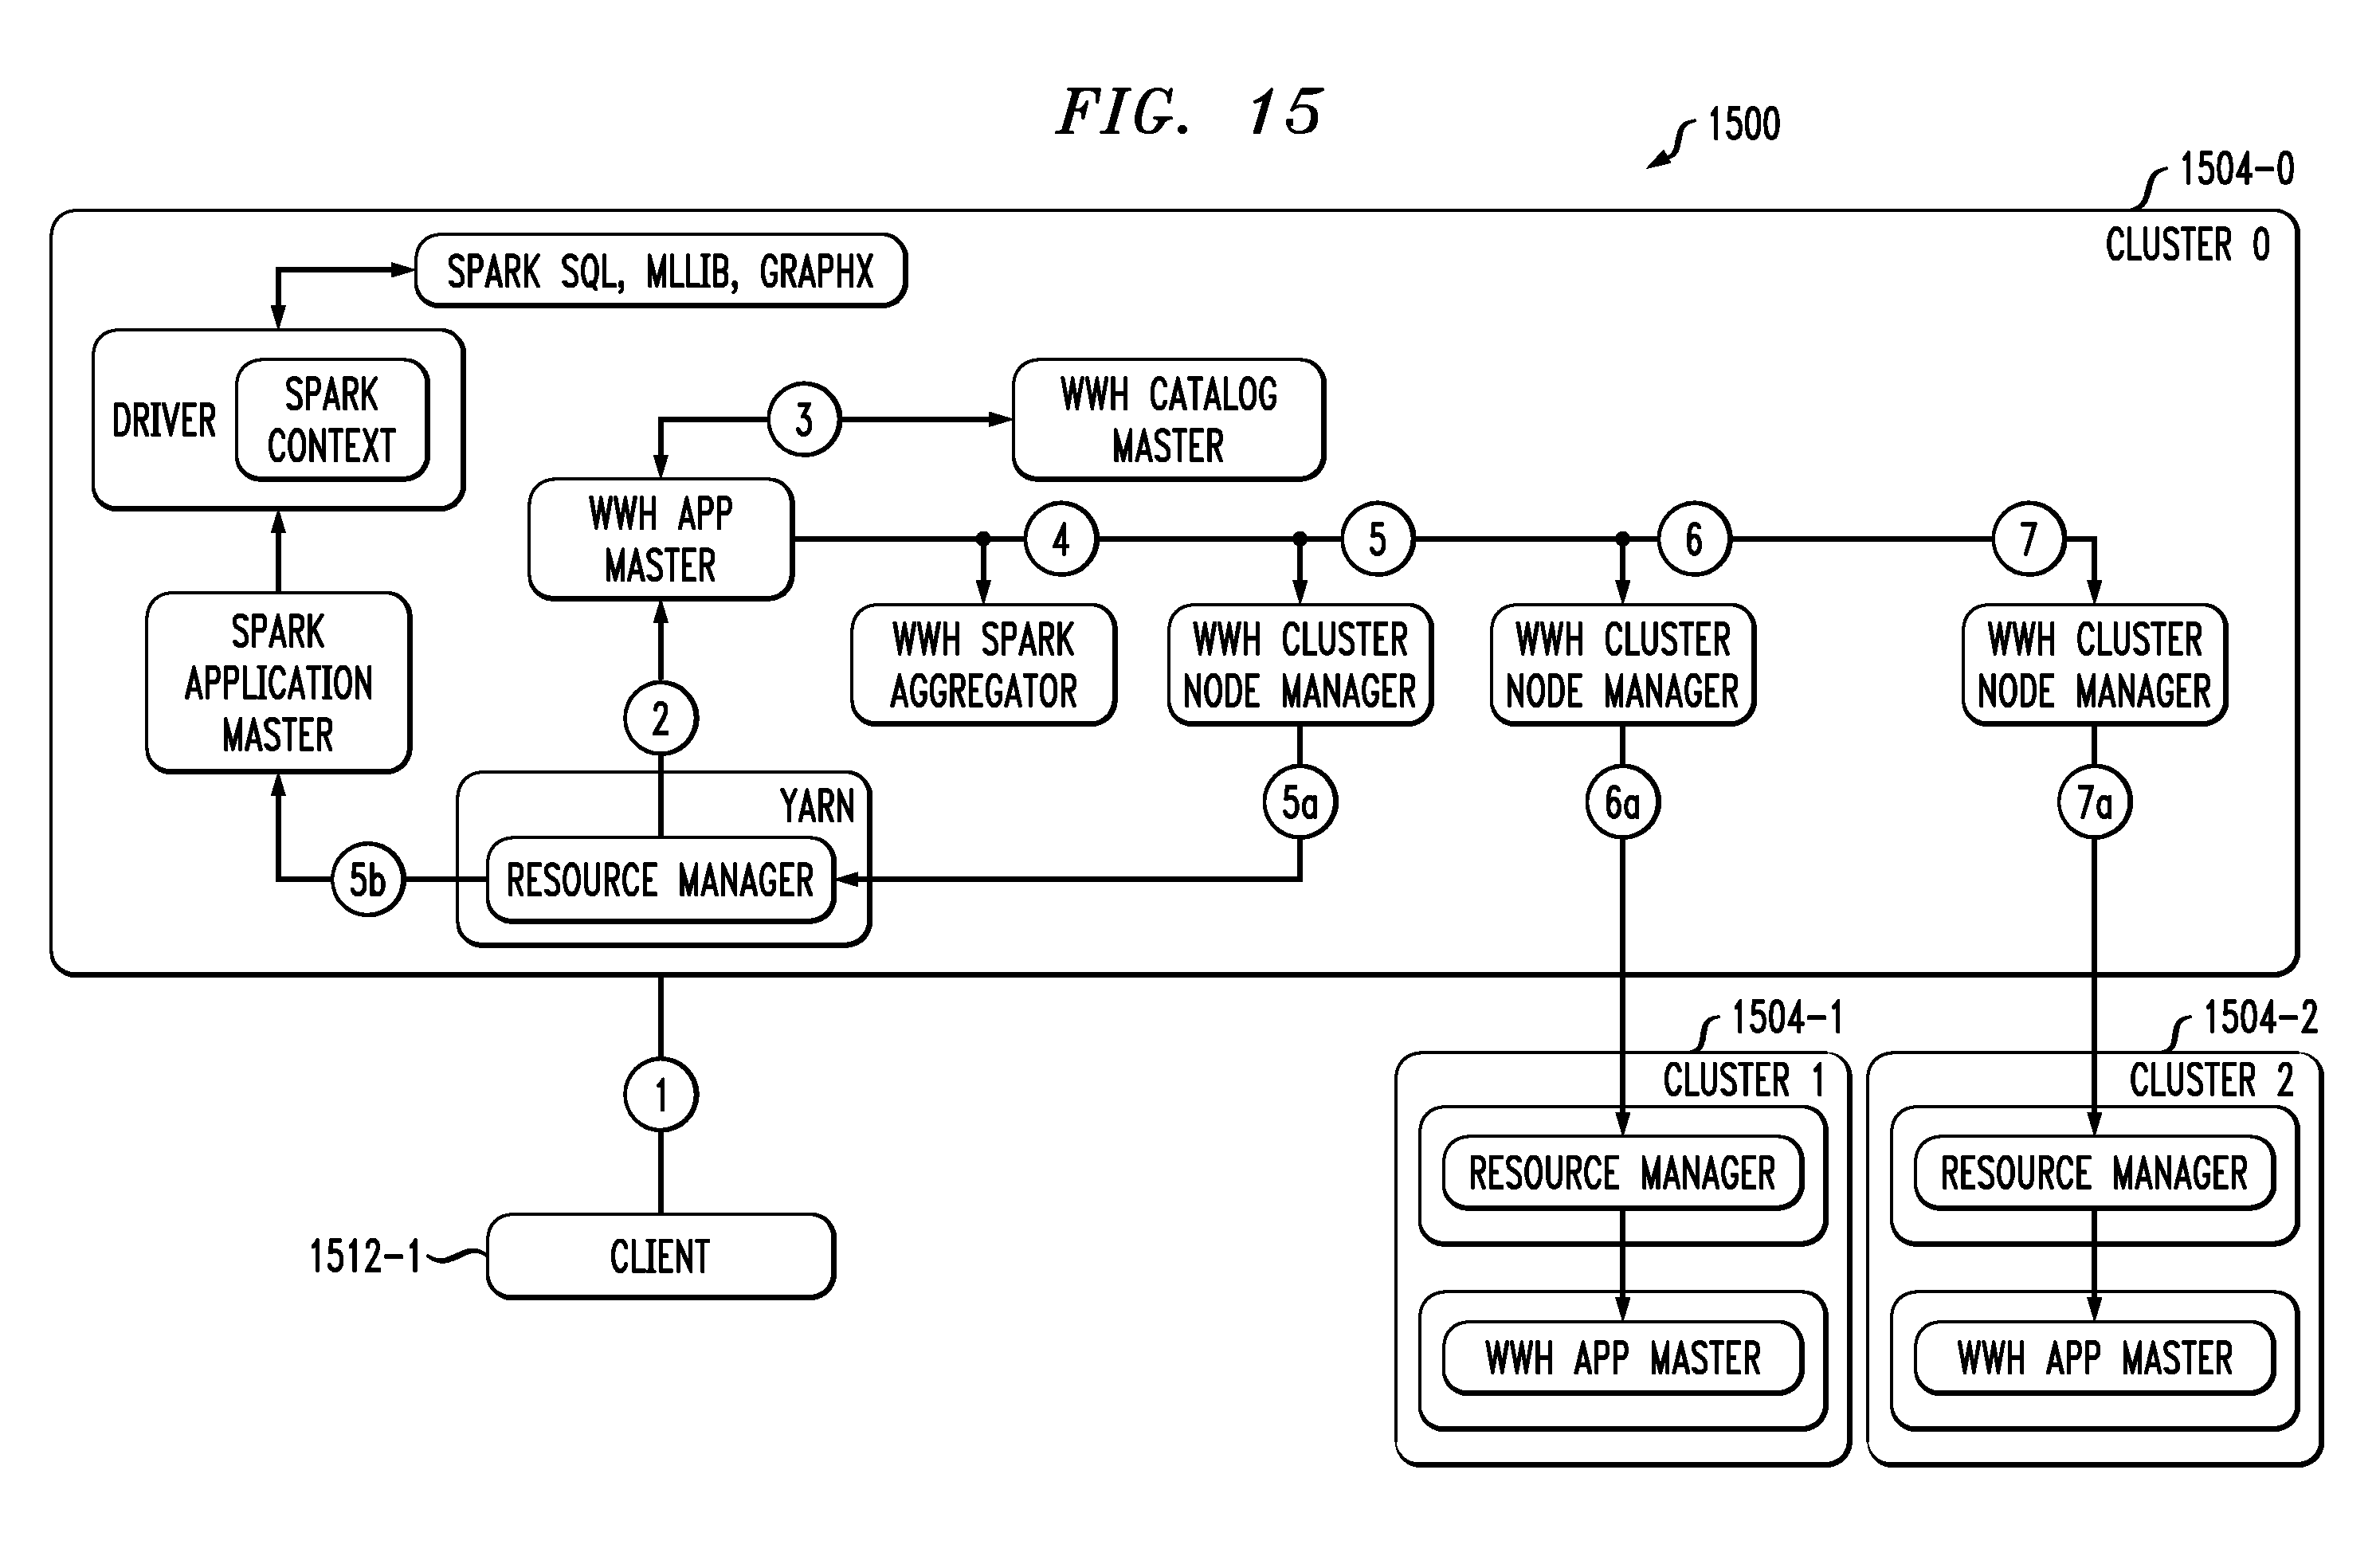 FIG. 15
1500
1504-0
CLUSTER 0
SPARK SQL, MLLIB, GRAPHX
DRIVER
SPARK
CONTEXT
3
WWH CATALOG
MASTER
WWH APP
MASTER
4
5
6
7
SPARK
APPLICATION
MASTER
WWH SPARK
AGGREGATOR
WWH CLUSTER
NODE MANAGER
WWH CLUSTER
NODE MANAGER
WWH CLUSTER
NODE MANAGER
2
YARN
5a
6a
7a
5b
RESOURCE MANAGER
1
1504-1
1504-2
CLUSTER 1
CLUSTER 2
RESOURCE MANAGER
RESOURCE MANAGER
1512-1
CLIENT
WWH APP MASTER
WWH APP MASTER